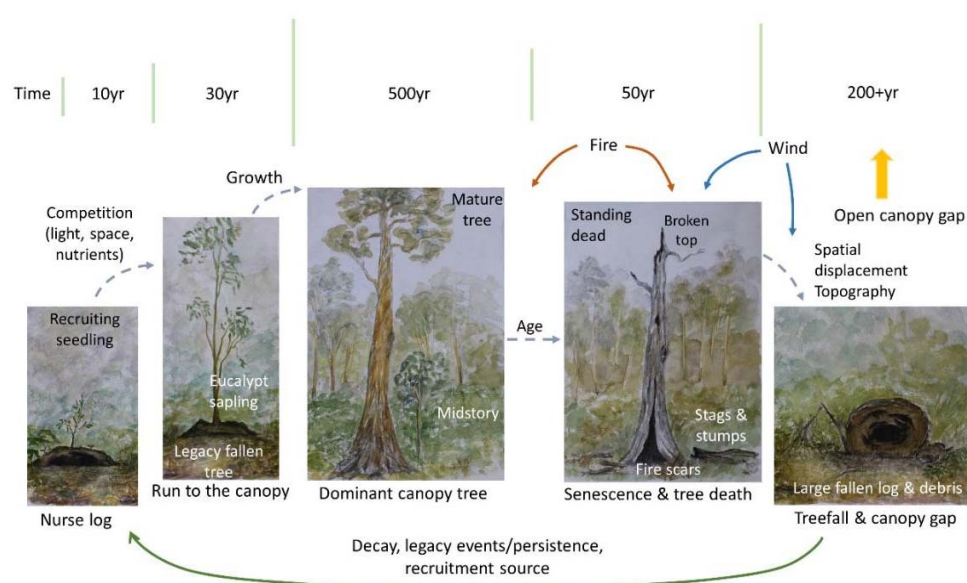 Time
10yr
30yr
500yr
50yr
200+yr
Fire
Wind
Growth
Competition
(light, space,
nutrients)
Open canopy gap
Spatial
displacement
Topography
Age
Recruiting
seedling
Nurse log
Eucalypt
sapling
Legacy fallen
tree
Run to the canopy
Mature
tree
Midstory
Dominant canopy tree
Standing
dead
Broken
top
Stags &
stumps
Fire scars
Senescence & tree death
Large fallen log & debris
Treefall & canopy gap
Decay, legacy events/persistence,
recruitment source